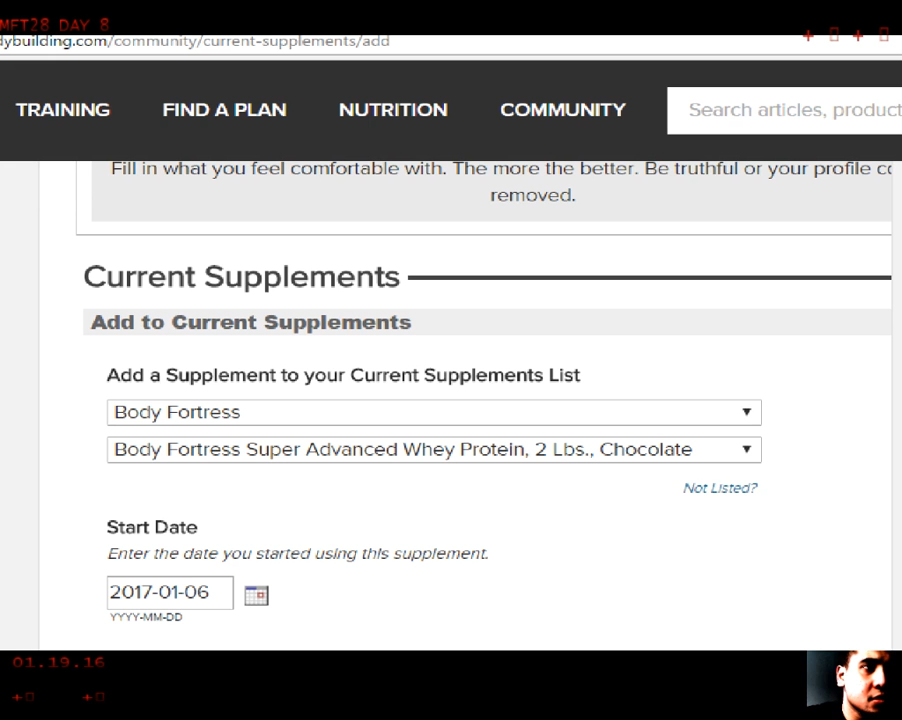 MFT28 DAY 8
dybuilding.com/community/current-supplements/add
TRAINING FIND A PLAN NUTRITION COMMUNITY Search articles, product
Fill in what you feel comfortable with. The more the better. Be truthful or your profile co
removed.
Current Supplements
Add to Current Supplements
Add a Supplement to your Current Supplements List
Body Fortress
Body Fortress Super Advanced Whey Protein, 2 Lbs., Chocolate
Not Listed?
Start Date
Enter the date you started using this supplement.
2017-01-06
YYYY-MM-DD
01.19.16